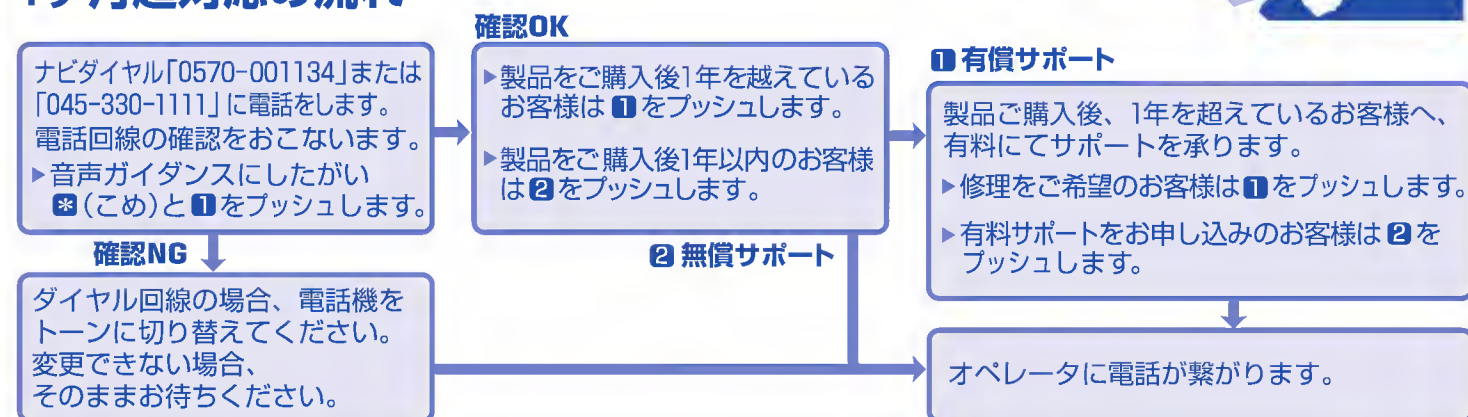 ナビダイヤル「0570-001134」または
「045-330-1111」に電話をします。
電話回線の確認をおこないます。
▶音声ガイダンスにしたがい
✱(こめ)と1をプッシュします。
確認NG
ダイヤル回線の場合、電話機を
トーンに切り替えてください。
変更できない場合、
そのままお待ちください。
確認OK
▶製品をご購入後1年を越えている
お客様は1をプッシュします。
▶製品をご購入後1年以内のお客様
は2をプッシュします。
2 無償サポート
1 有償サポート
製品ご購入後、1年を超えているお客様へ、
有料にてサポートを承ります。
▶修理をご希望のお客様は1をプッシュします。
▶有料サポートをお申し込みのお客様は2を
プッシュします。
オペレータに電話が繋がります。